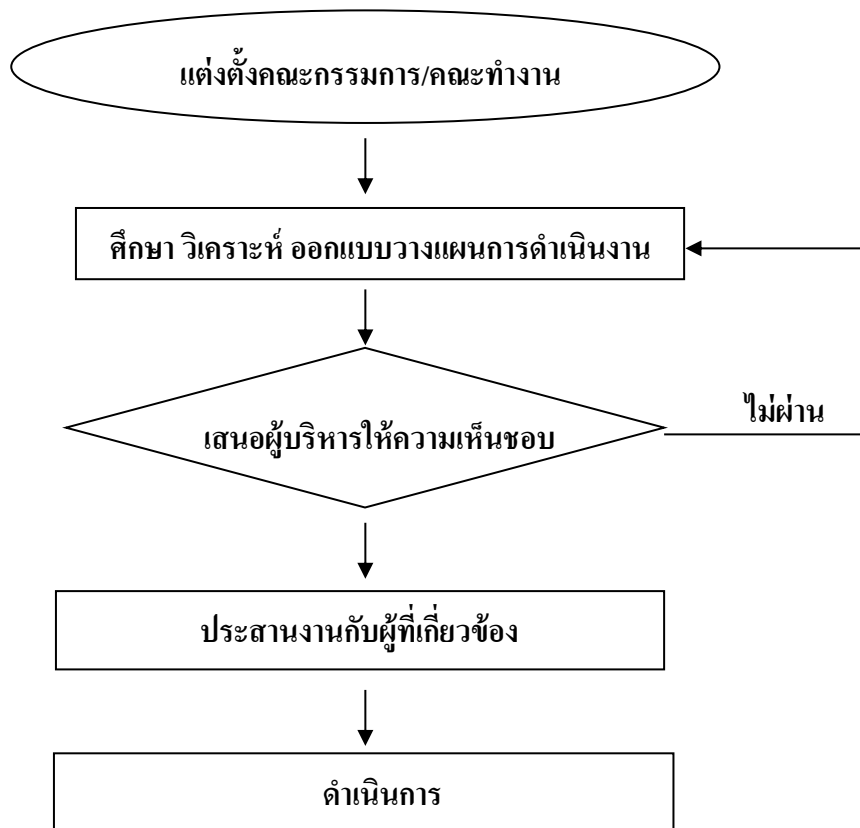 แต่งตั้งคณะกรรมการ/คณะทำงาน
ศึกษา วิเคราะห์ ออกแบบวางแผนการดำเนินงาน
เสนอผู้บริหารให้ความเห็นชอบ
ไม่ผ่าน
ประสานงานกับผู้ที่เกี่ยวข้อง
ดำเนินการ